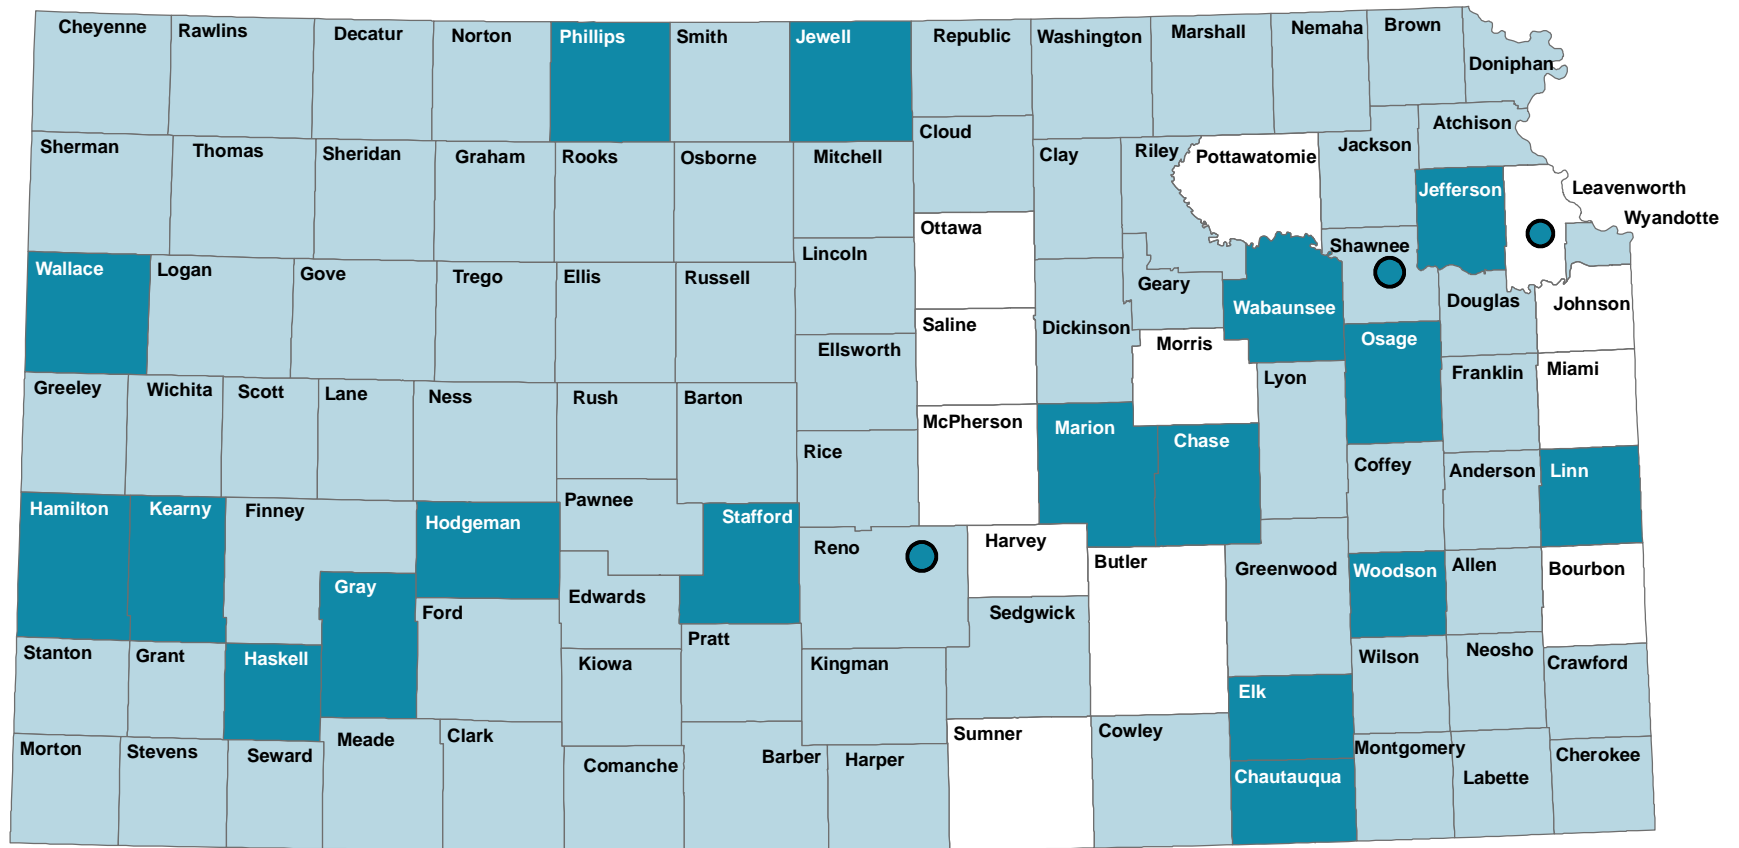 Cheyenne
Rawlins
Decatur
Norton
Phillips
Smith
Jewell
Republic
Washington
Marshall
Nemaha
Brown
Doniphan
Sherman
Thomas
Sheridan
Graham
Rooks
Osborne
Mitchell
Cloud
Clay
Riley
Pottawatomie
Jackson
Atchison
Jefferson
Leavenworth
Wyandotte
Wallace
Logan
Gove
Trego
Ellis
Russell
Lincoln
Ottawa
Saline
Dickinson
Geary
Wabaunsee
Shawnee
Douglas
Johnson
Greeley
Wichita
Scott
Lane
Ness
Rush
Barton
Ellsworth
Rice
McPherson
Marion
Morris
Chase
Lyon
Osage
Franklin
Miami
Coffey
Anderson
Linn
Hamilton
Kearny
Finney
Hodgeman
Pawnee
Stafford
Reno
Harvey
Butler
Greenwood
Woodson
Allen
Bourbon
Gray
Ford
Edwards
Sedgwick
Stanton
Grant
Haskell
Kiowa
Pratt
Kingman
Elk
Wilson
Neosho
Crawford
Morton
Stevens
Seward
Meade
Clark
Comanche
Barber
Harper
Sumner
Cowley
Chautauqua
Montgomery
Labette
Cherokee